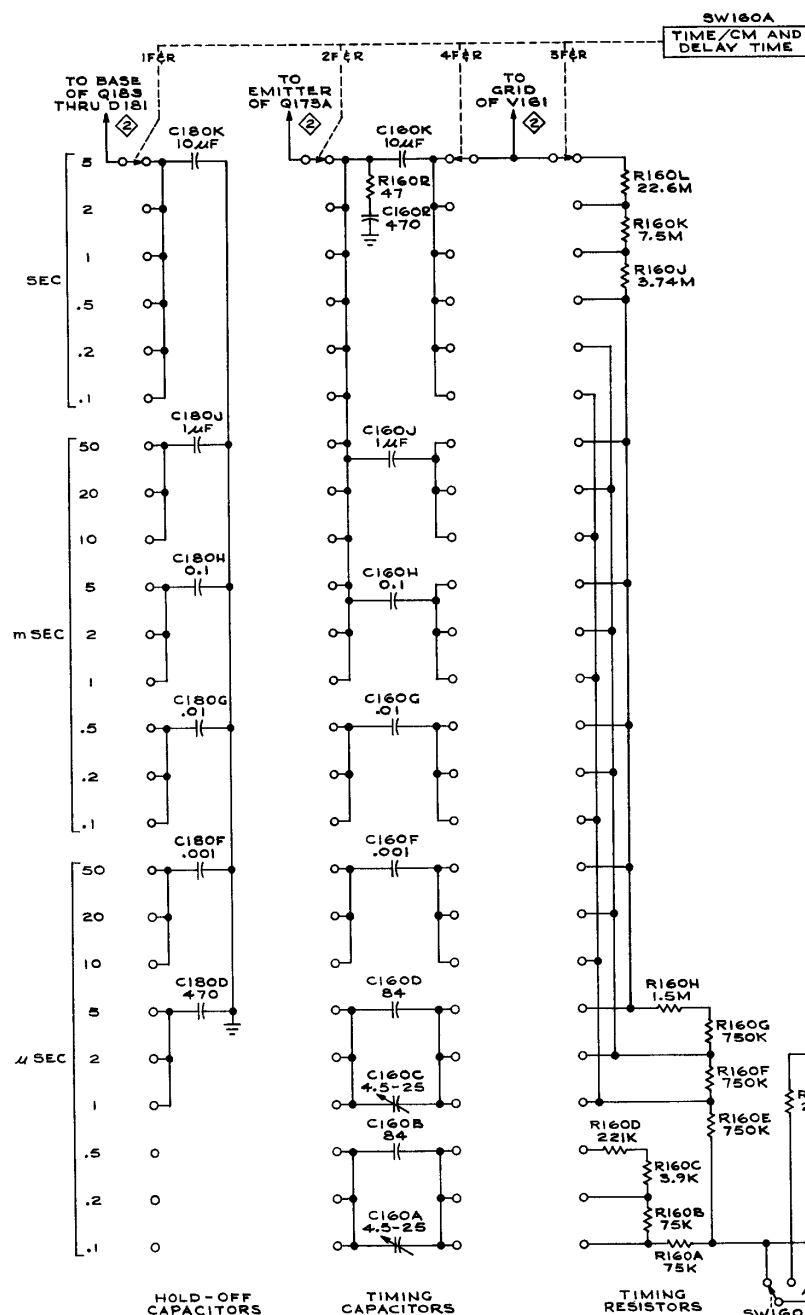 SW160A
TIME/CM AND
DELAY TIME
1F&R
2F&R
4F&R
3F&R
TO BASE
OF Q183
THRU D181
2
TO
EMITTER
OF Q173A
2
TO
GRID
OF V161
2
C180K
10µF
C160K
10µF
R160R
47
C160R
470
R160L
22.6M
R160K
7.5M
R160J
3.74M
SEC
5
2
1
.5
.2
.1
C180J
1µF
C160J
1µF
m SEC
50
20
10
C180H
0.1
C160H
0.1
5
2
1
C180G
.01
C160G
.01
.5
.2
.1
C180F
.001
C160F
.001
µ SEC
50
20
10
C180D
470
C160D
84
R160H
1.5M
R160G
750K
5
2
1
C160C
4.5-25
R160F
750K
R160E
750K
C160B
84
R160D
221K
R160C
3.9K
.5
.2
.1
C160A
4.5-25
R160B
75K
R160A
75K
R
2
HOLD-OFF
CAPACITORS
TIMING
CAPACITORS
TIMING
RESISTORS
SW160